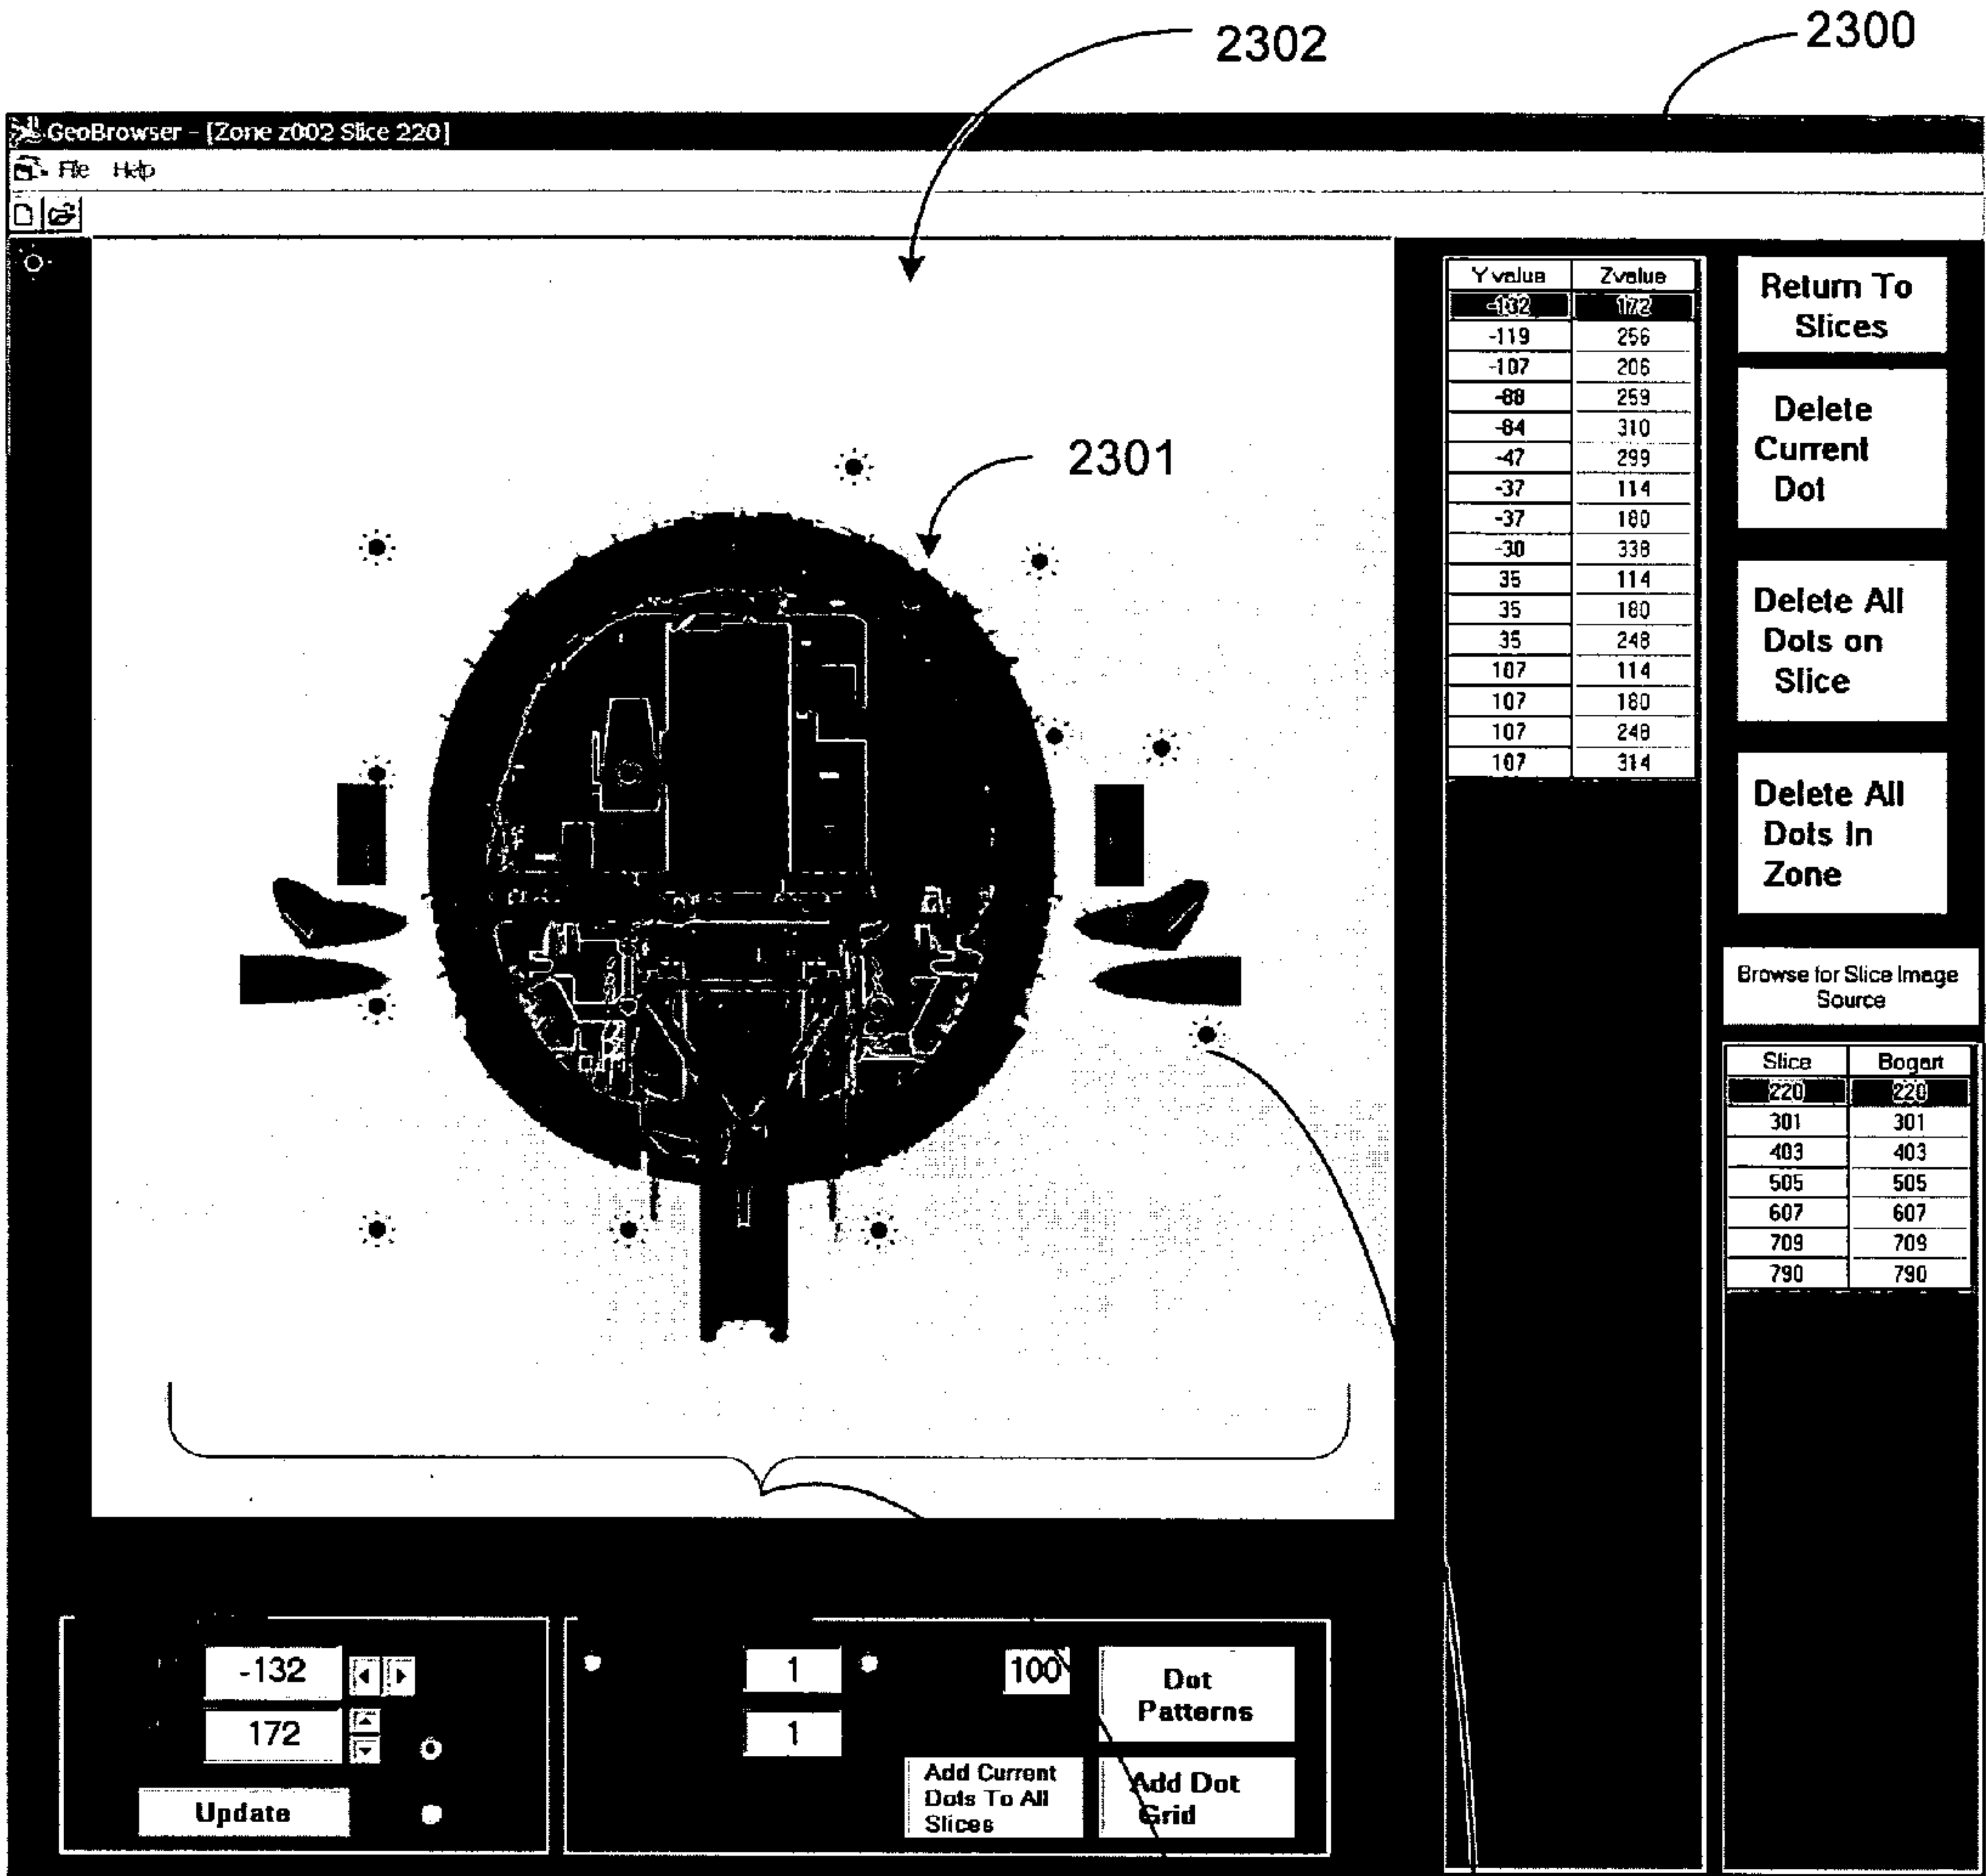 2302
2300
GeoBrowser - [Zone z002 Slice 220]
File Help
2301
Y value Zvalue
-132 172
-119 256
-107 206
-88 259
-84 310
-47 299
-37 114
-37 180
-30 338
35 114
35 180
35 248
107 114
107 180
107 248
107 314
Return To
Slices
Delete
Current
Dot
Delete All
Dots on
Slice
Delete All
Dots In
Zone
Browse for Slice Image
Source
Slice Bogart
220 220
301 301
403 403
505 505
607 607
709 709
790 790
-132
172
Update
1
1
100
Dot
Patterns
Add Current
Dots To All
Slices
Add Dot
Grid